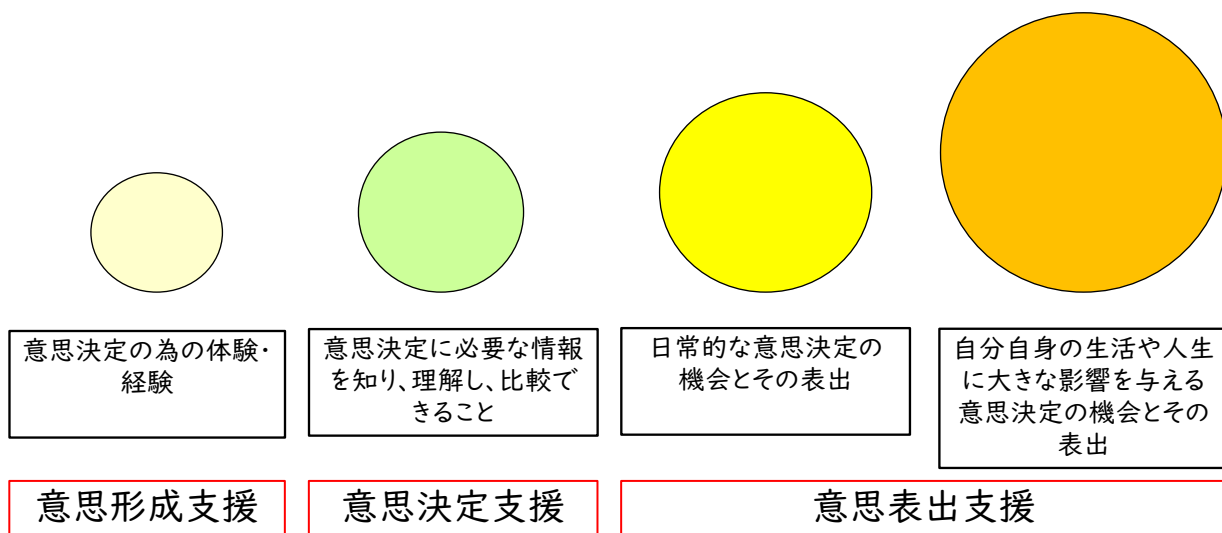 意思決定の為の体験・
経験
意思決定に必要な情報
を知り、理解し、比較で
きること
日常的な意思決定の
機会とその表出
自分自身の生活や人生
に大きな影響を与える
意思決定の機会とその
表出
意思形成支援
意思決定支援
意思表出支援